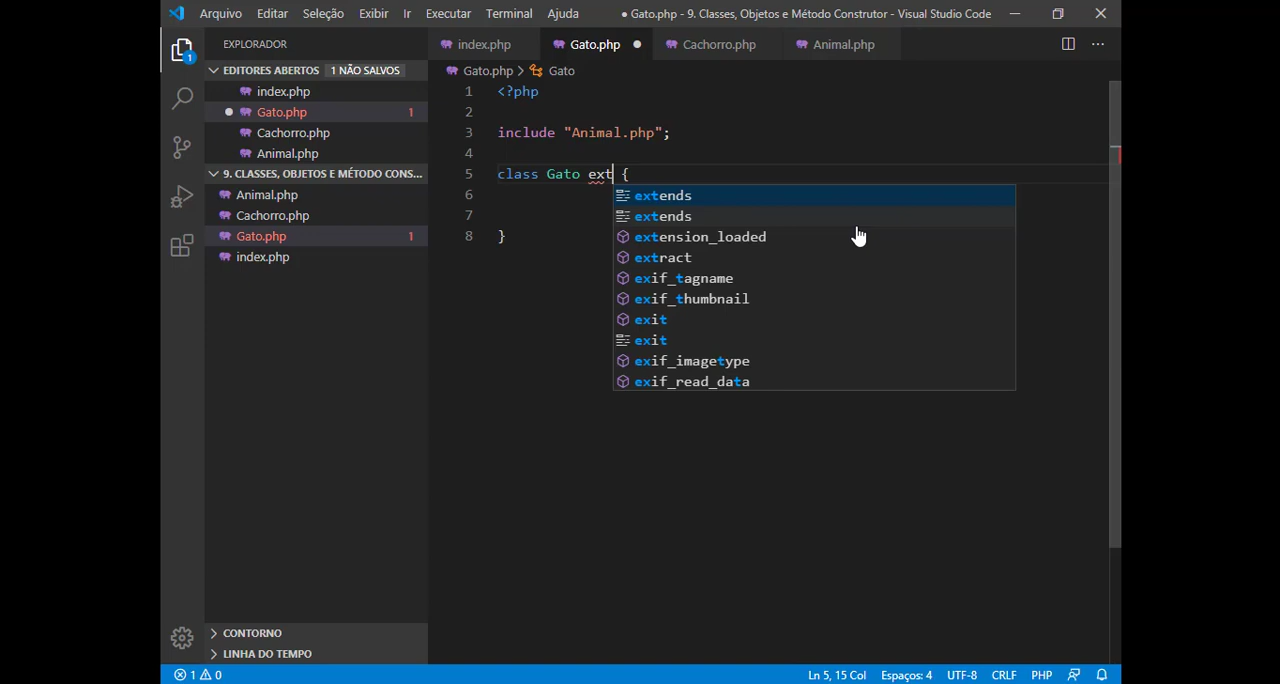 Arquivo Editar Seleção Exibir Ir Executar Terminal Ajuda ● Gato.php - 9. Classes, Objetos e Método Construtor - Visual Studio Code
EXPLORADOR
index.php Gato.php ● Cachorro.php Animal.php
EDITORES ABERTOS 1 NÃO SALVOS
index.php
● Gato.php 1
Cachorro.php
Animal.php
9. CLASSES, OBJETOS E MÉTODO CONS...
Animal.php
Cachorro.php
Gato.php 1
index.php
CONTORNO
LINHA DO TEMPO
1
Gato.php > Gato
1 <?php
2
3 include "Animal.php";
4
5 class Gato ext {
6
7
8 }
extends
extends
extension_loaded
extract
exif_tagname
exif_thumbnail
exit
exit
exif_imagetype
exif_read_data
1 0 Ln 5, 15 Col Espaços: 4 UTF-8 CRLF PHP